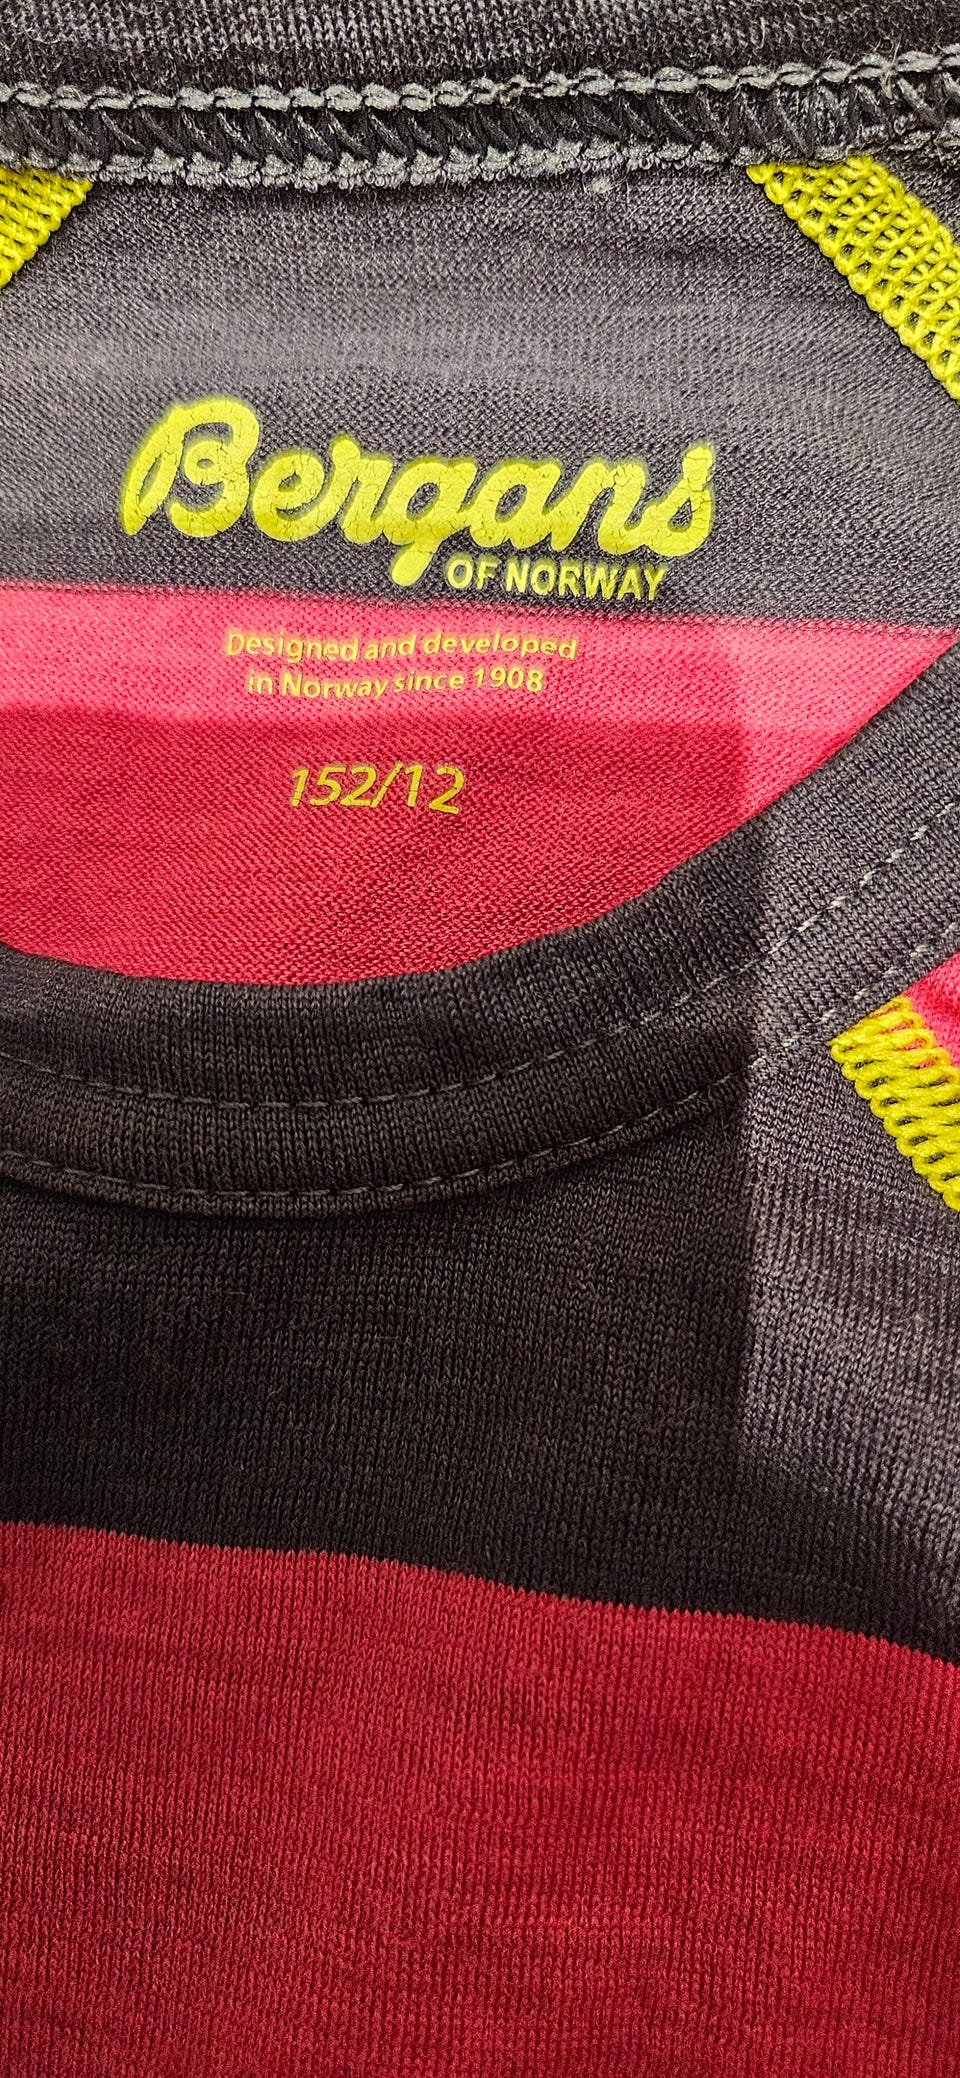 Bergans
OF NORWAY
Designed and developed
in Norway since 1908
152/12